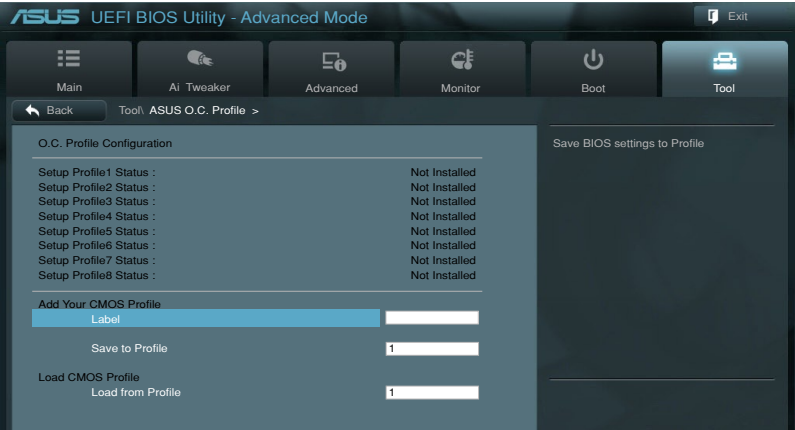 ASUS UEFI BIOS Utility - Advanced Mode
Exit
Main
Ai Tweaker
Advanced
Monitor
Boot
Tool
Back
Tool\ ASUS O.C. Profile >
O.C. Profile Configuration
Setup Profile1 Status : Not Installed
Setup Profile2 Status : Not Installed
Setup Profile3 Status : Not Installed
Setup Profile4 Status : Not Installed
Setup Profile5 Status : Not Installed
Setup Profile6 Status : Not Installed
Setup Profile7 Status : Not Installed
Setup Profile8 Status : Not Installed
Add Your CMOS Profile
Label
Save to Profile 1
Load CMOS Profile
Load from Profile 1
Save BIOS settings to Profile